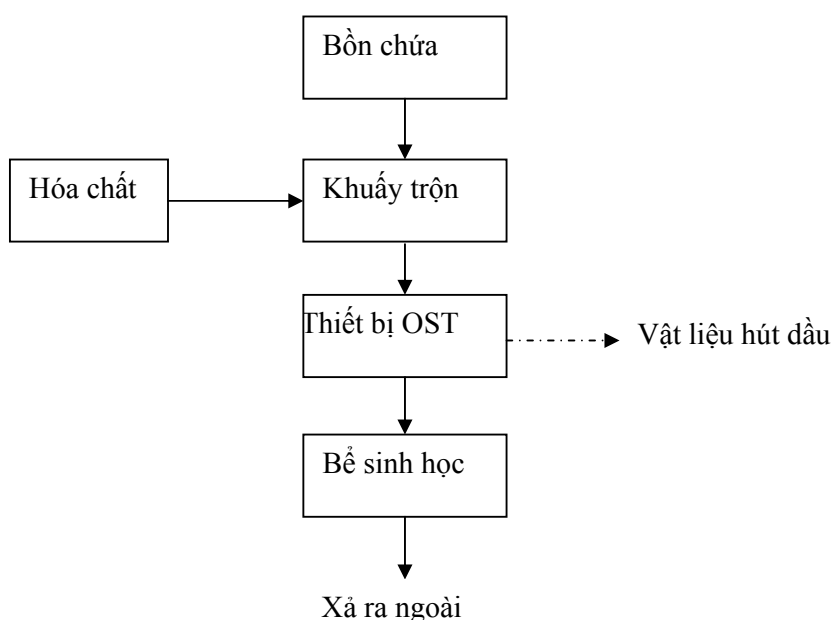 Bồn chứa
Hóa chất
Khuấy trộn
Thiết bị OST
Vật liệu hút dầu
Bể sinh học
Xả ra ngoài